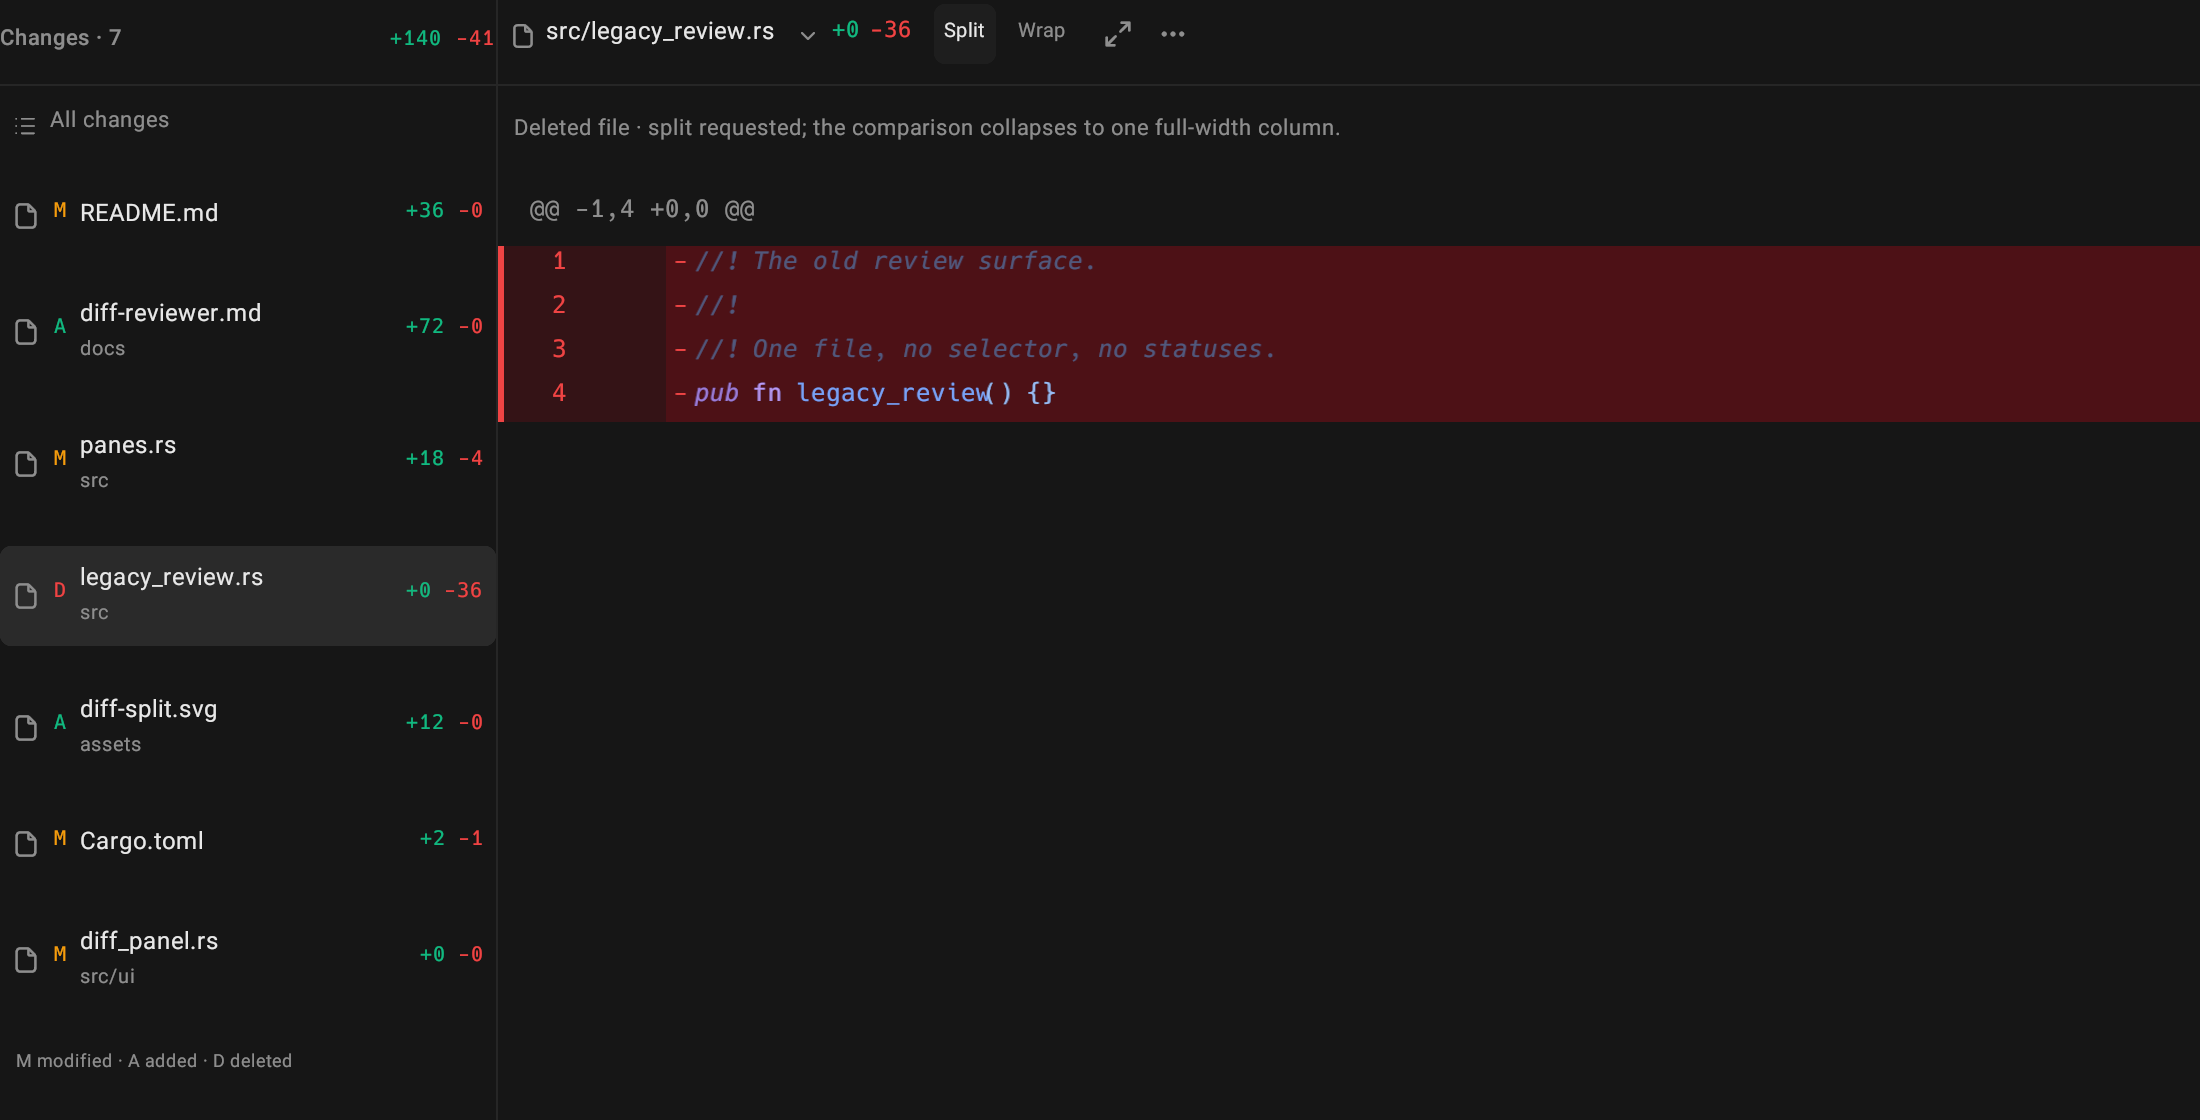 Changes · 7 +140 -41
All changes
M README.md +36 -0
A diff-reviewer.md +72 -0
docs
M panes.rs +18 -4
src
D legacy_review.rs +0 -36
src
A diff-split.svg +12 -0
assets
M Cargo.toml +2 -1
M diff_panel.rs +0 -0
src/ui
M modified · A added · D deleted
src/legacy_review.rs +0 -36 Split Wrap
Deleted file · split requested; the comparison collapses to one full-width column.
@@ -1,4 +0,0 @@
1 -//! The old review surface.
2 -//!
3 -//! One file, no selector, no statuses.
4 -pub fn legacy_review() {}